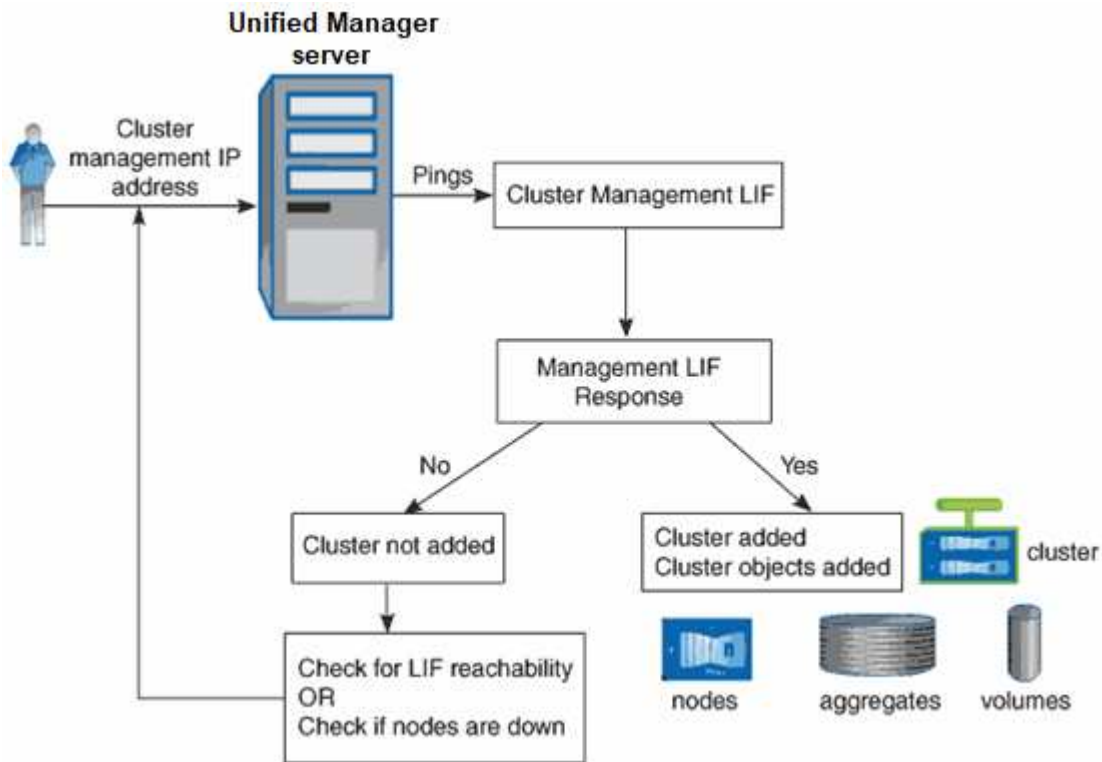 Unified Manager
server
Cluster
management IP
address
Pings
Cluster Management LIF
Management LIF
Response
No
Yes
Cluster not added
Cluster added
Cluster objects added
cluster
Check for LIF reachability
OR
Check if nodes are down
nodes
aggregates
volumes